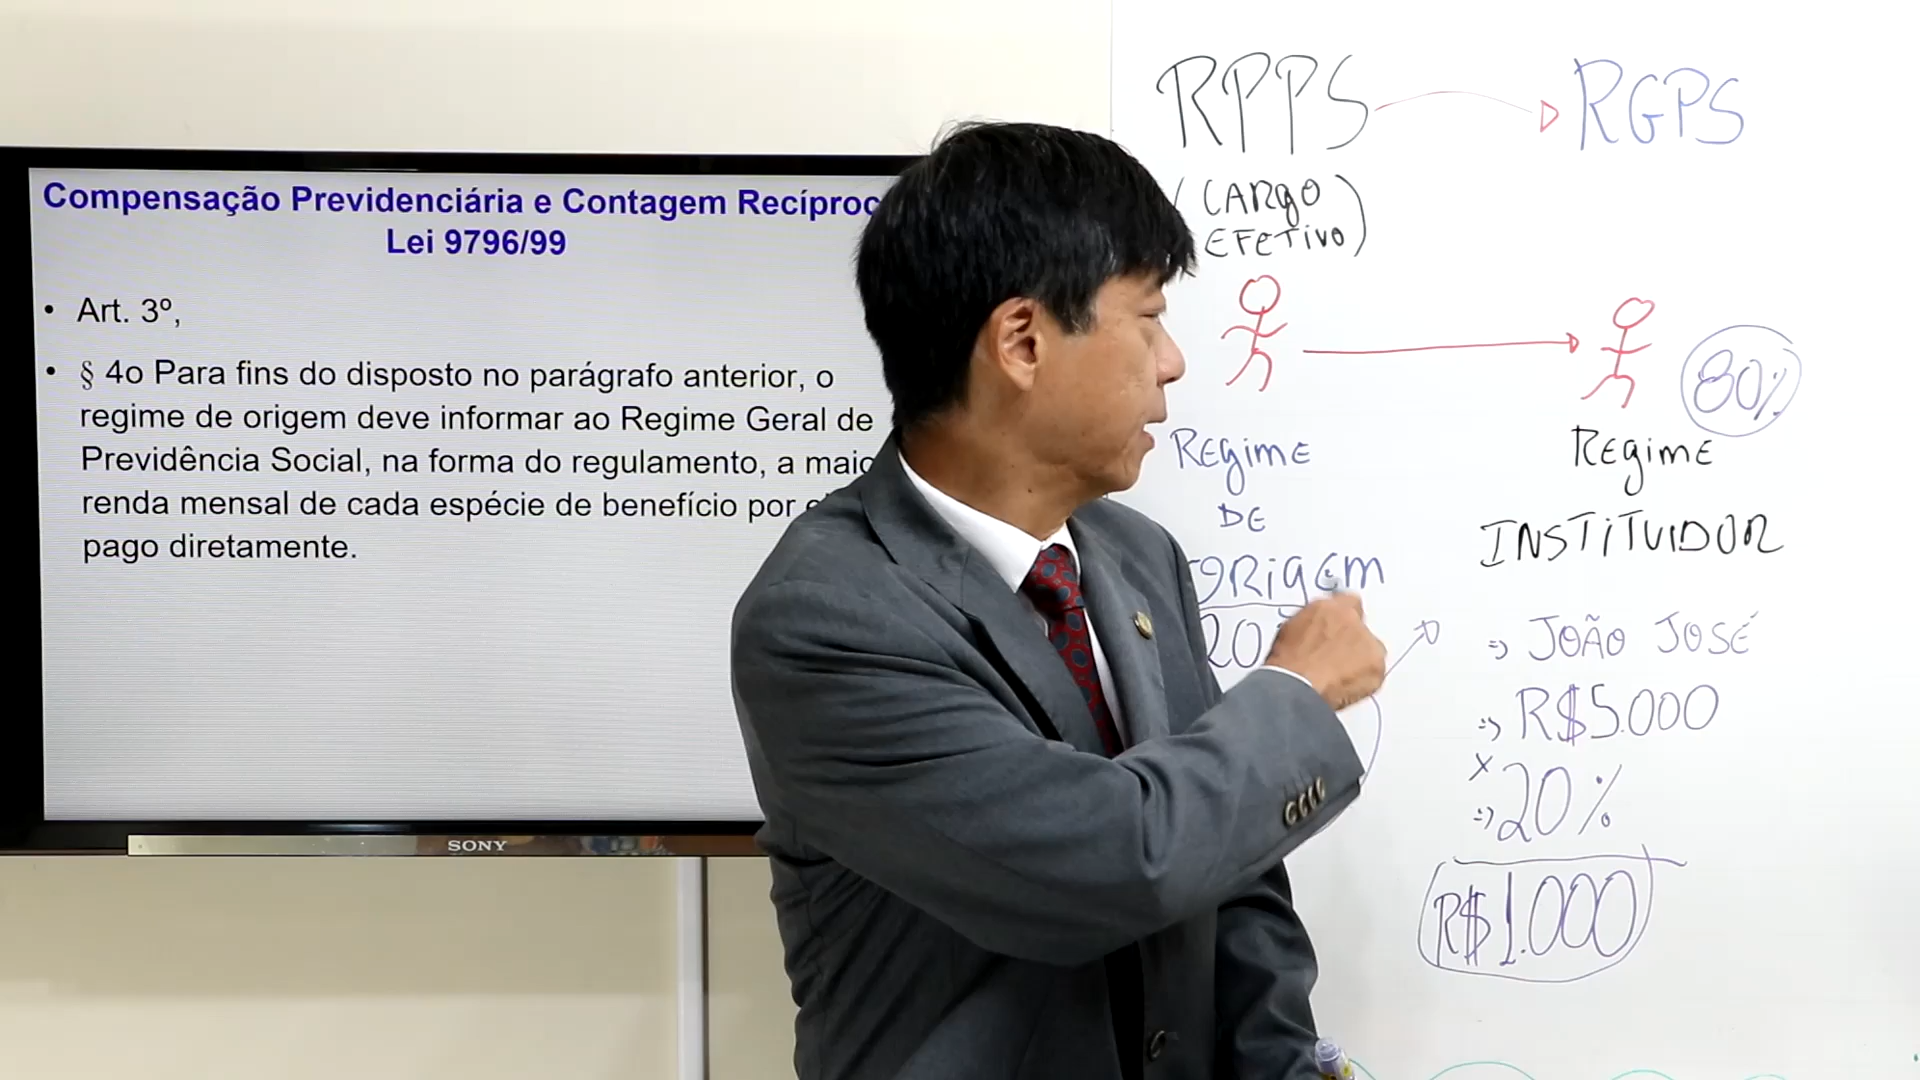 Compensação Previdenciária e Contagem Recíproc
Lei 9796/99
• Art. 3º,
• § 4o Para fins do disposto no parágrafo anterior, o
regime de origem deve informar ao Regime Geral de
Previdência Social, na forma do regulamento, a maio
renda mensal de cada espécie de benefício por
pago diretamente.
SONY
RPPS
(CARGO
EFETIVO)
REGIME
DE
ORIGEM
20
RGPS
80%
REGIME
INSTITUIDOR
JOÃO JOSÉ
R$5.000
x 20%
R$1.000